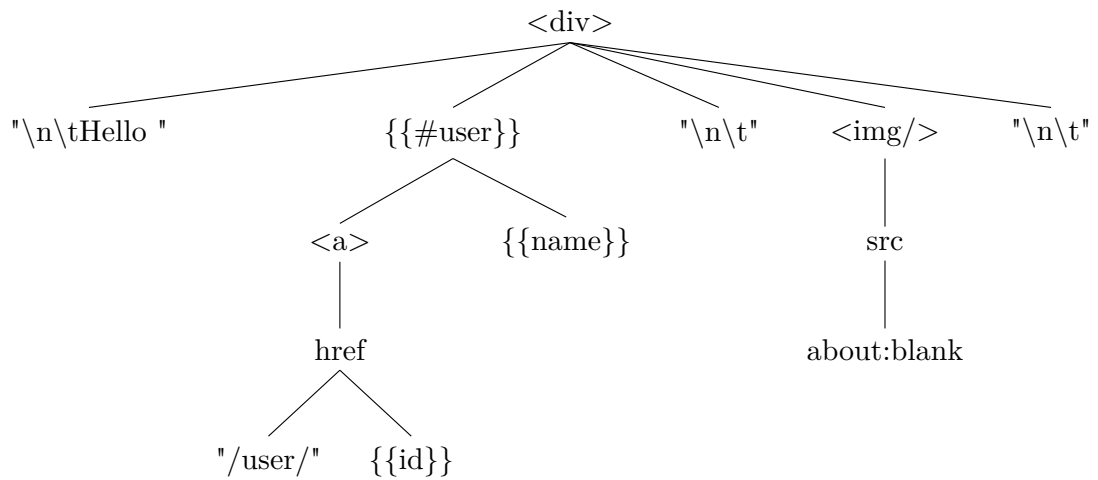 <div>
"\n\tHello " {{#user}} "\n\t" <img/> "\n\t"
<a> {{name}} src
href about:blank
"/user/" {{id}}